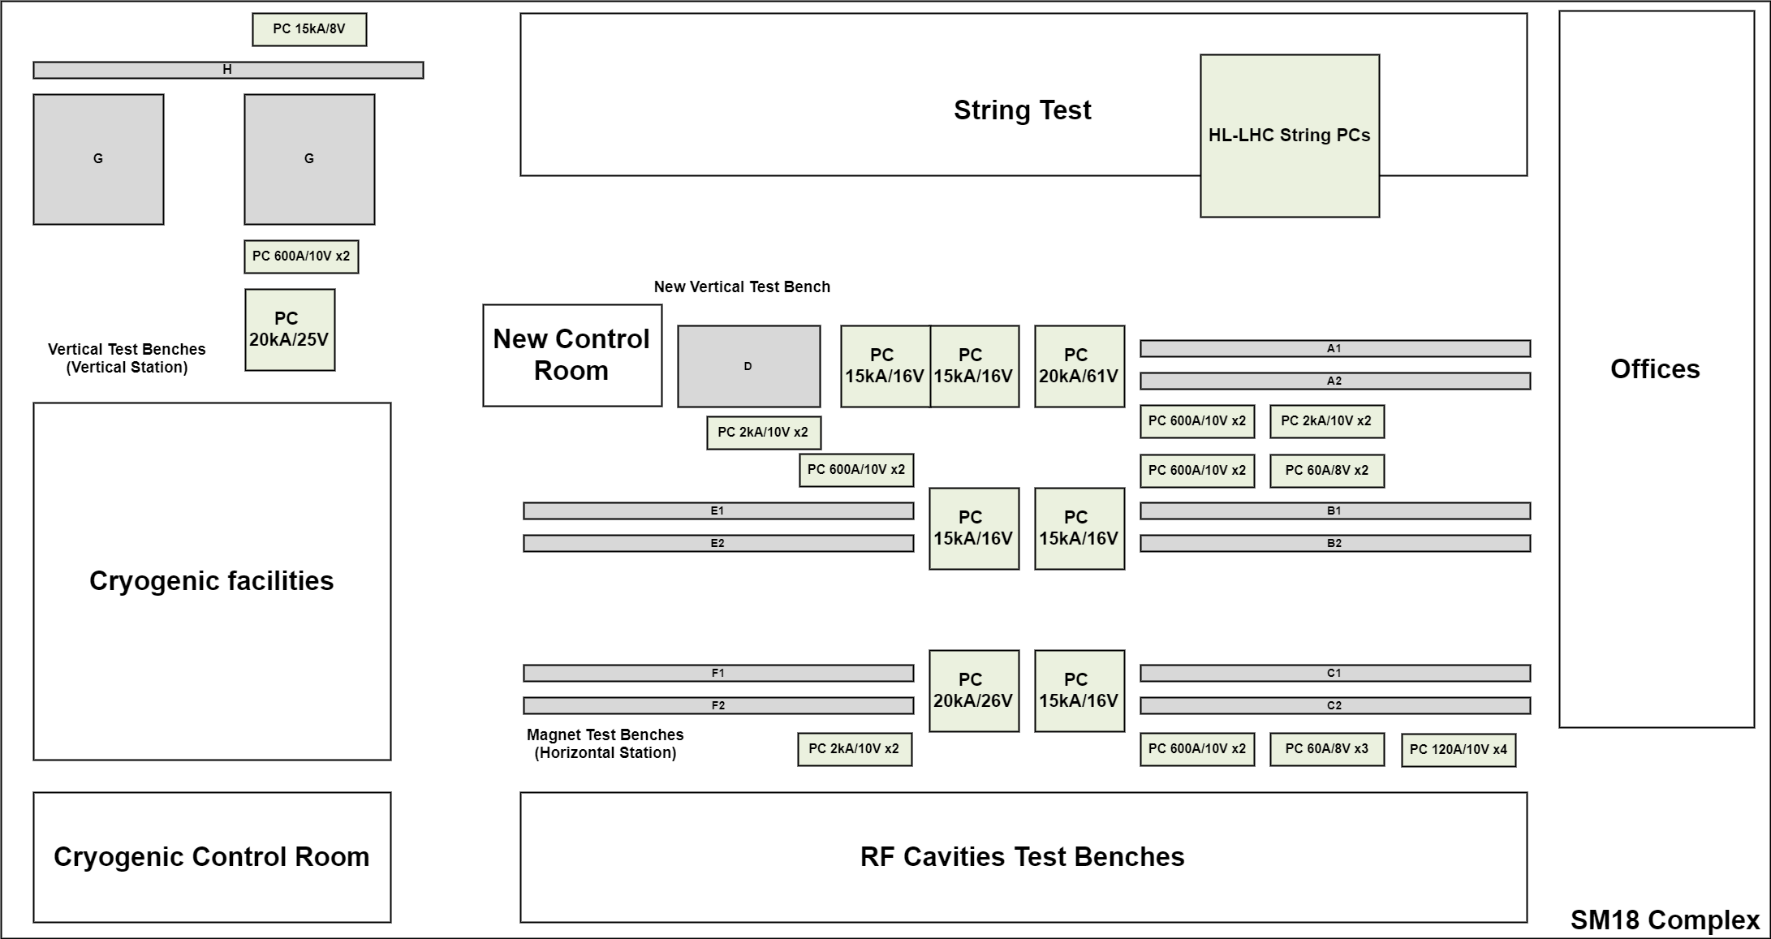 PC 15kA/8V
H
G
G
PC 600A/10V x2
PC
20kA/25V
Vertical Test Benches
(Vertical Station)
Cryogenic facilities
Cryogenic Control Room
String Test
HL-LHC String PCs
Offices
New Vertical Test Bench
New Control
Room
D
PC
15kA/16V
PC
15kA/16V
PC
20kA/61V
A1
A2
PC 2kA/10V x2
PC 600A/10V x2
PC 600A/10V x2
PC 2kA/10V x2
PC 600A/10V x2
PC 60A/8V x2
E1
E2
PC
15kA/16V
PC
15kA/16V
B1
B2
F1
F2
PC
20kA/26V
PC
15kA/16V
C1
C2
Magnet Test Benches
(Horizontal Station)
PC 2kA/10V x2
PC 600A/10V x2
PC 60A/8V x3
PC 120A/10V x4
RF Cavities Test Benches
SM18 Complex